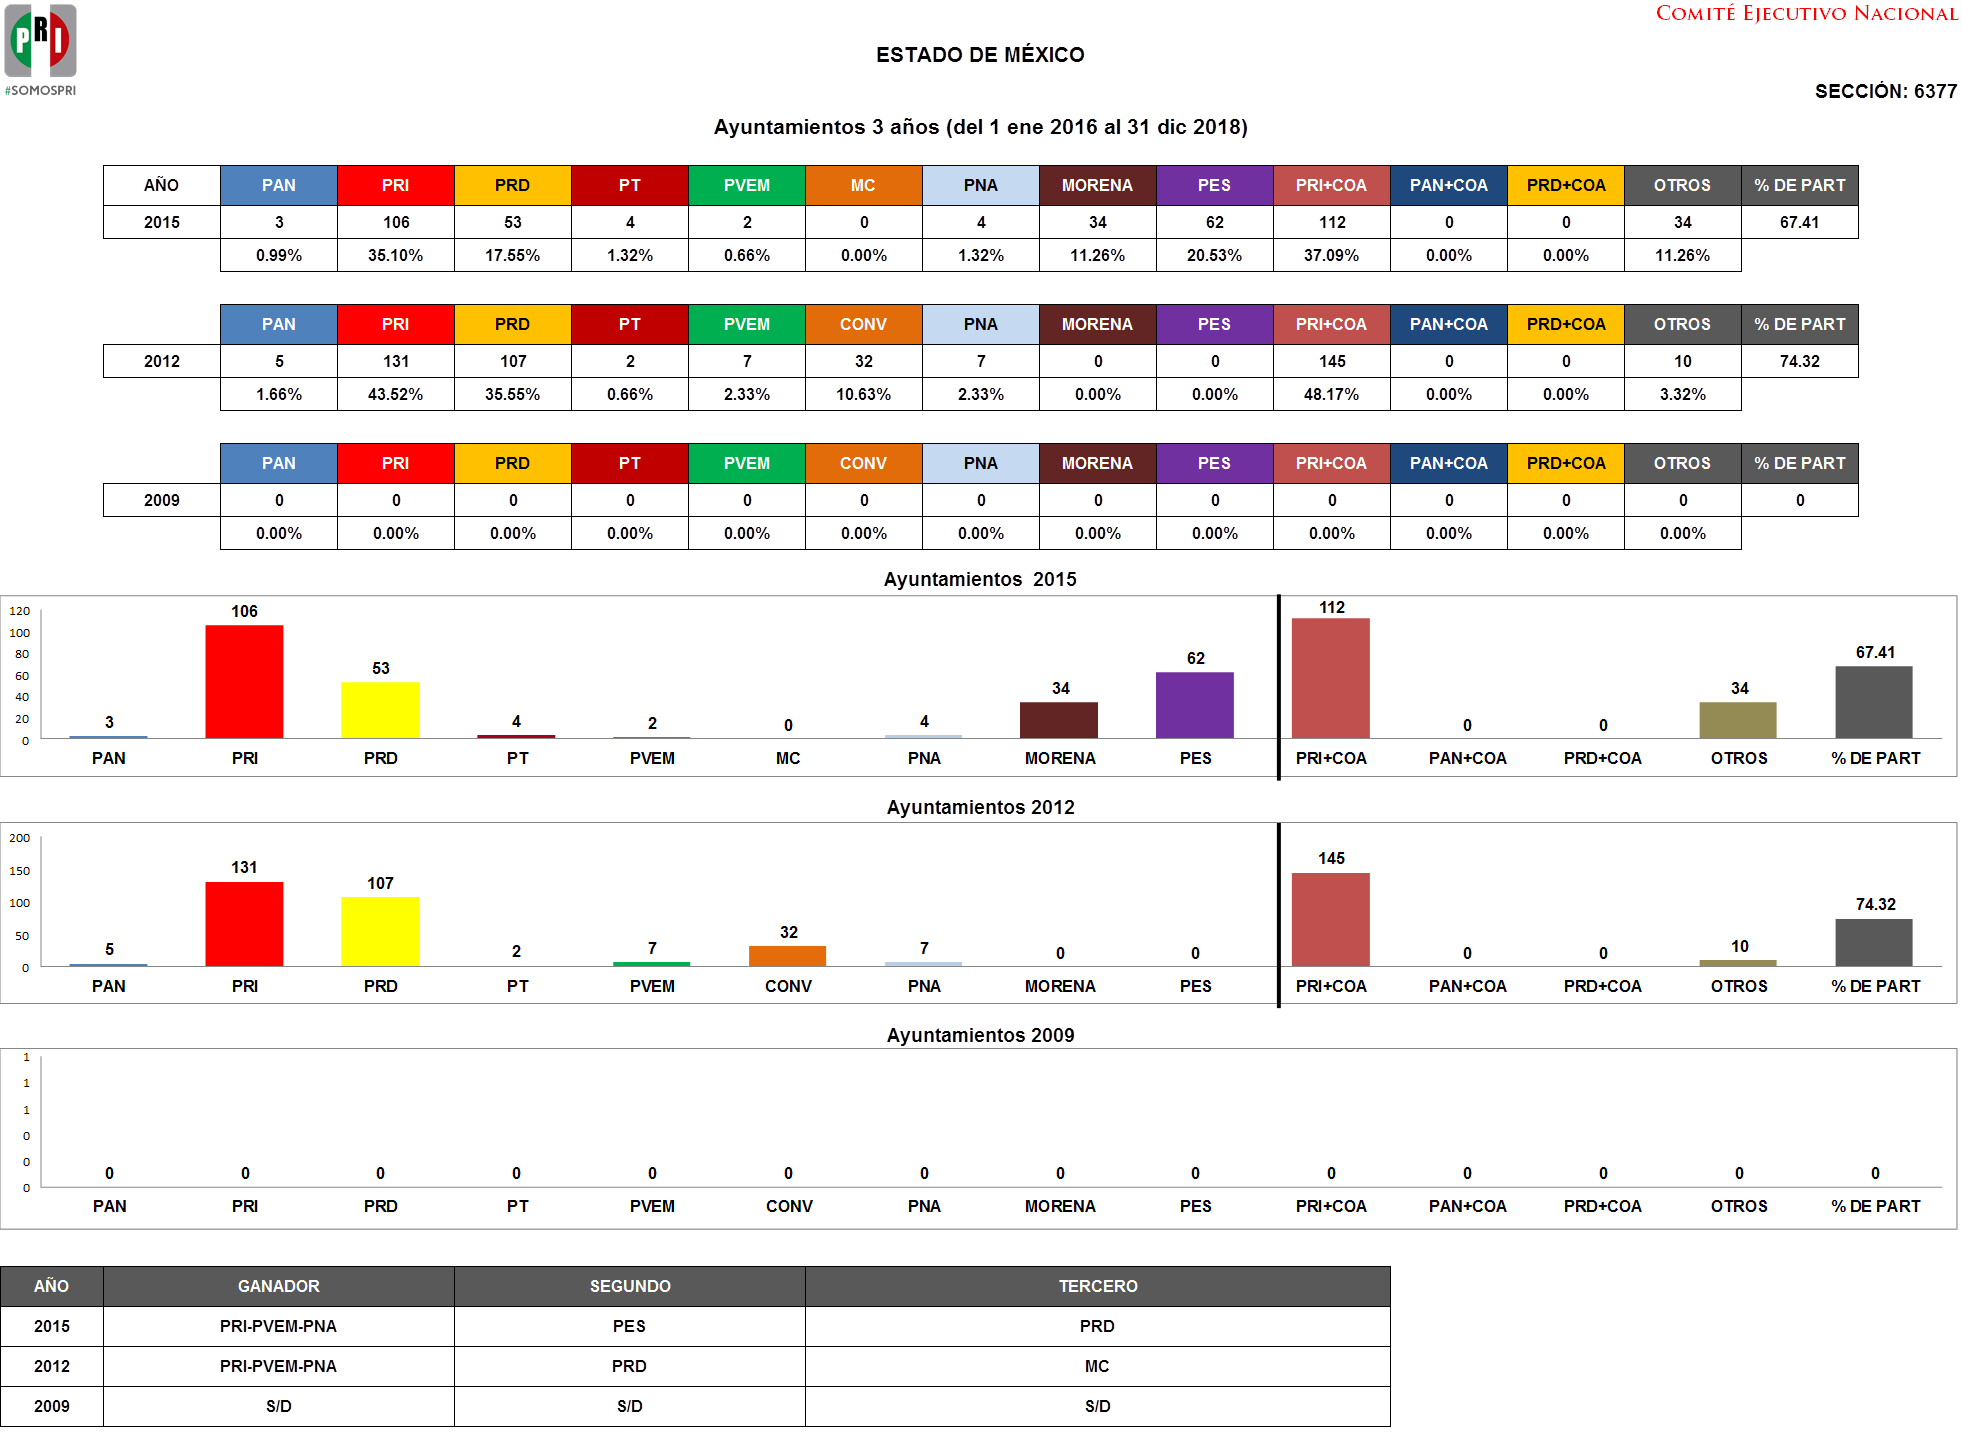 PRI
#SOMOSPRI
COMITÉ EJECUTIVO NACIONAL
ESTADO DE MÉXICO
SECCIÓN: 6377
Ayuntamientos 3 años (del 1 ene 2016 al 31 dic 2018)
AÑO PAN PRI PRD PT PVEM MC PNA MORENA PES PRI+COA PAN+COA PRD+COA OTROS % DE PART
2015 3 106 53 4 2 0 4 34 62 112 0 0 34 67.41
0.99% 35.10% 17.55% 1.32% 0.66% 0.00% 1.32% 11.26% 20.53% 37.09% 0.00% 0.00% 11.26%
PAN PRI PRD PT PVEM CONV PNA MORENA PES PRI+COA PAN+COA PRD+COA OTROS % DE PART
2012 5 131 107 2 7 32 7 0 0 145 0 0 10 74.32
1.66% 43.52% 35.55% 0.66% 2.33% 10.63% 2.33% 0.00% 0.00% 48.17% 0.00% 0.00% 3.32%
PAN PRI PRD PT PVEM CONV PNA MORENA PES PRI+COA PAN+COA PRD+COA OTROS % DE PART
2009 0 0 0 0 0 0 0 0 0 0 0 0 0 0
0.00% 0.00% 0.00% 0.00% 0.00% 0.00% 0.00% 0.00% 0.00% 0.00% 0.00% 0.00% 0.00%
Ayuntamientos 2015
120
100
80
60
40
20
0
3 106 53 4 2 0 4 34 62 112 0 0 34 67.41
PAN PRI PRD PT PVEM MC PNA MORENA PES PRI+COA PAN+COA PRD+COA OTROS % DE PART
Ayuntamientos 2012
200
150
100
50
0
5 131 107 2 7 32 7 0 0 145 0 0 10 74.32
PAN PRI PRD PT PVEM CONV PNA MORENA PES PRI+COA PAN+COA PRD+COA OTROS % DE PART
Ayuntamientos 2009
1
1
1
0
0
0
0 0 0 0 0 0 0 0 0 0 0 0 0 0
PAN PRI PRD PT PVEM CONV PNA MORENA PES PRI+COA PAN+COA PRD+COA OTROS % DE PART
AÑO GANADOR SEGUNDO TERCERO
2015 PRI-PVEM-PNA PES PRD
2012 PRI-PVEM-PNA PRD MC
2009 S/D S/D S/D